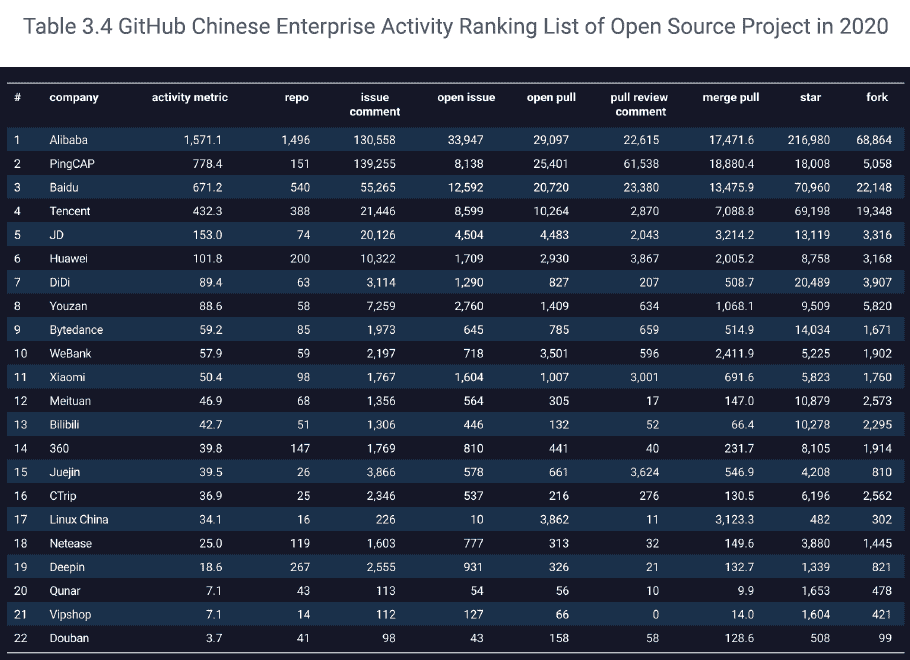 Table 3.4 GitHub Chinese Enterprise Activity Ranking List of Open Source Project in 2020
# company activity metric repo issue comment open issue open pull pull review comment merge pull star fork
1 Alibaba 1,571.1 1,496 130,558 33,947 29,097 22,615 17,471.6 216,980 68,864
2 PingCAP 778.4 151 139,255 8,138 25,401 61,538 18,880.4 18,008 5,058
3 Baidu 671.2 540 55,265 12,592 20,720 23,380 13,475.9 70,960 22,148
4 Tencent 432.3 388 21,446 8,599 10,264 2,870 7,088.8 69,198 19,348
5 JD 153.0 74 20,126 4,504 4,483 2,043 3,214.2 13,119 3,316
6 Huawei 101.8 200 10,322 1,709 2,930 3,867 2,005.2 8,758 3,168
7 DiDi 89.4 63 3,114 1,290 827 207 508.7 20,489 3,907
8 Youzan 88.6 58 7,259 2,760 1,409 634 1,068.1 9,509 5,820
9 Bytedance 59.2 85 1,973 645 785 659 514.9 14,034 1,671
10 WeBank 57.9 59 2,197 718 3,501 596 2,411.9 5,225 1,902
11 Xiaomi 50.4 98 1,767 1,604 1,007 3,001 691.6 5,823 1,760
12 Meituan 46.9 68 1,356 564 305 17 147.0 10,879 2,573
13 Bilibili 42.7 51 1,306 446 132 52 66.4 10,278 2,295
14 360 39.8 147 1,769 810 441 40 231.7 8,105 1,914
15 Juejin 39.5 26 3,866 578 661 3,624 546.9 4,208 810
16 CTrip 36.9 25 2,346 537 216 276 130.5 6,196 2,562
17 Linux China 34.1 16 226 10 3,862 11 3,123.3 482 302
18 Netease 25.0 119 1,603 777 313 32 149.6 3,880 1,445
19 Deepin 18.6 267 2,555 931 326 21 132.7 1,339 821
20 Qunar 7.1 43 113 54 56 10 9.9 1,653 478
21 Vipshop 7.1 14 112 127 66 0 14.0 1,604 421
22 Douban 3.7 41 98 43 158 58 128.6 508 99